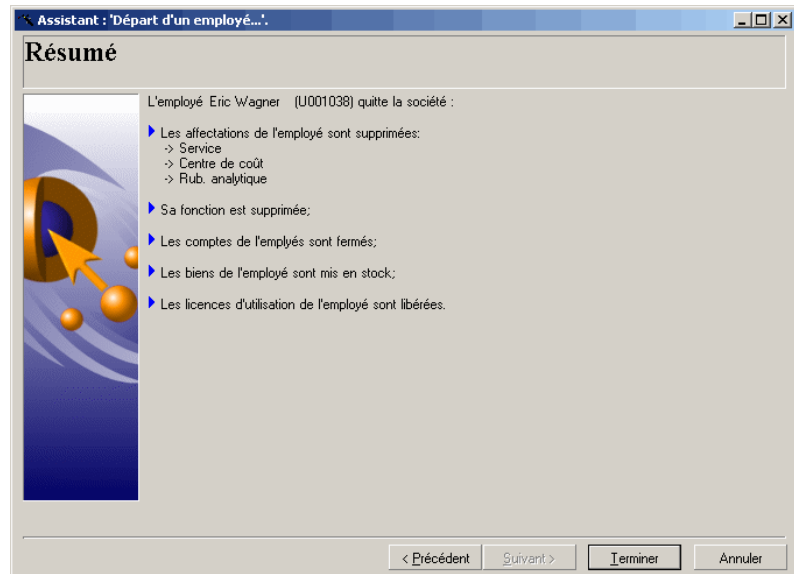 Assistant : 'Départ d'un employé...'.
Résumé
L'employé Eric Wagner (U001038) quitte la société :
Les affectations de l'employé sont supprimées:
-> Service
-> Centre de coût
-> Rub. analytique
Sa fonction est supprimée;
Les comptes de l'emplyés sont fermés;
Les biens de l'employé sont mis en stock;
Les licences d'utilisation de l'employé sont libérées.
< Précédent Suivant > Terminer Annuler